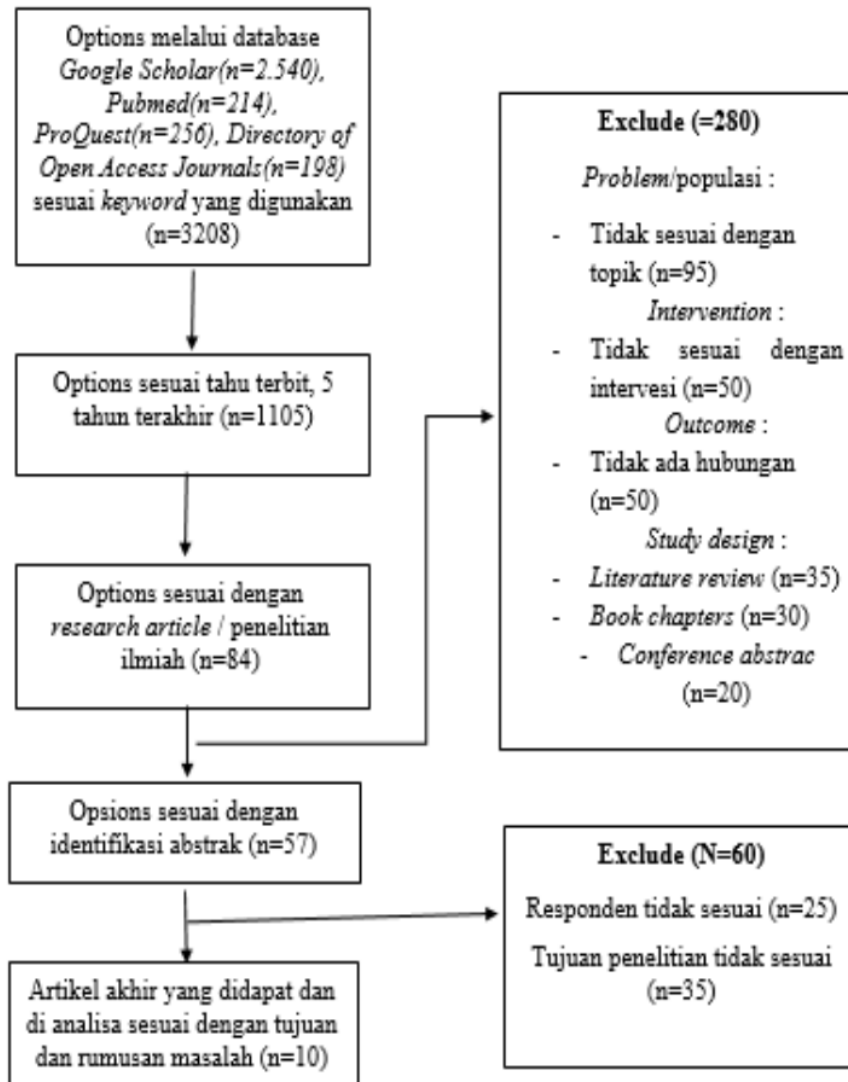 Options melalui database
Google Scholar(n=2.540),
Pubmed(n=214),
ProQuest(n=256), Directory of
Open Access Journals(n=198)
sesuai keyword yang digunakan
(n=3208)
Options sesuai tahu terbit, 5
tahun terakhir (n=1105)
Options sesuai dengan
research article / penelitian
ilmiah (n=84)
Opsions sesuai dengan
identifikasi abstrak (n=57)
Artikel akhir yang didapat dan
di analisa sesuai dengan tujuan
dan rumusan masalah (n=10)
Exclude (=280)
Problem/populasi :
- Tidak sesuai dengan
topik (n=95)
Intervention :
- Tidak sesuai dengan
intervesi (n=50)
Outcome :
- Tidak ada hubungan
(n=50)
Study design :
- Literature review (n=35)
- Book chapters (n=30)
- Conference abstrac
(n=20)
Exclude (N=60)
Responden tidak sesuai (n=25)
Tujuan penelitian tidak sesuai
(n=35)